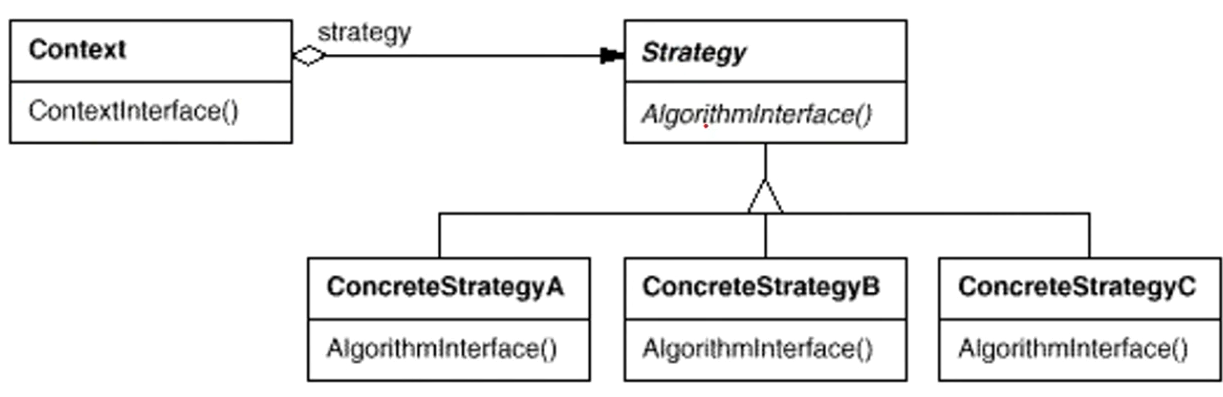 strategy
Context
Strategy
ContextInterface()
AlgorithmInterface()
ConcreteStrategyA
ConcreteStrategyB
ConcreteStrategyC
AlgorithmInterface()
AlgorithmInterface()
AlgorithmInterface()